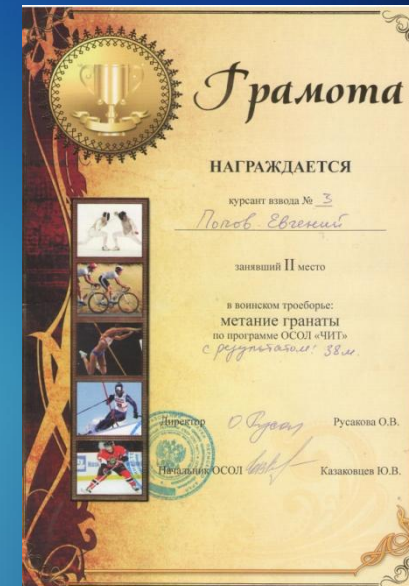 Грамота
НАГРАЖДАЕТСЯ
курсант взвода № 3
Попов Евгений
занявший II место
в воинском троеборье:
метание гранаты
по программе ОСОЛ «ЧИТ»
с результатом: 38м.
Директор Русакова О.В.
Начальник ОСОЛ Казаковцев Ю.В.